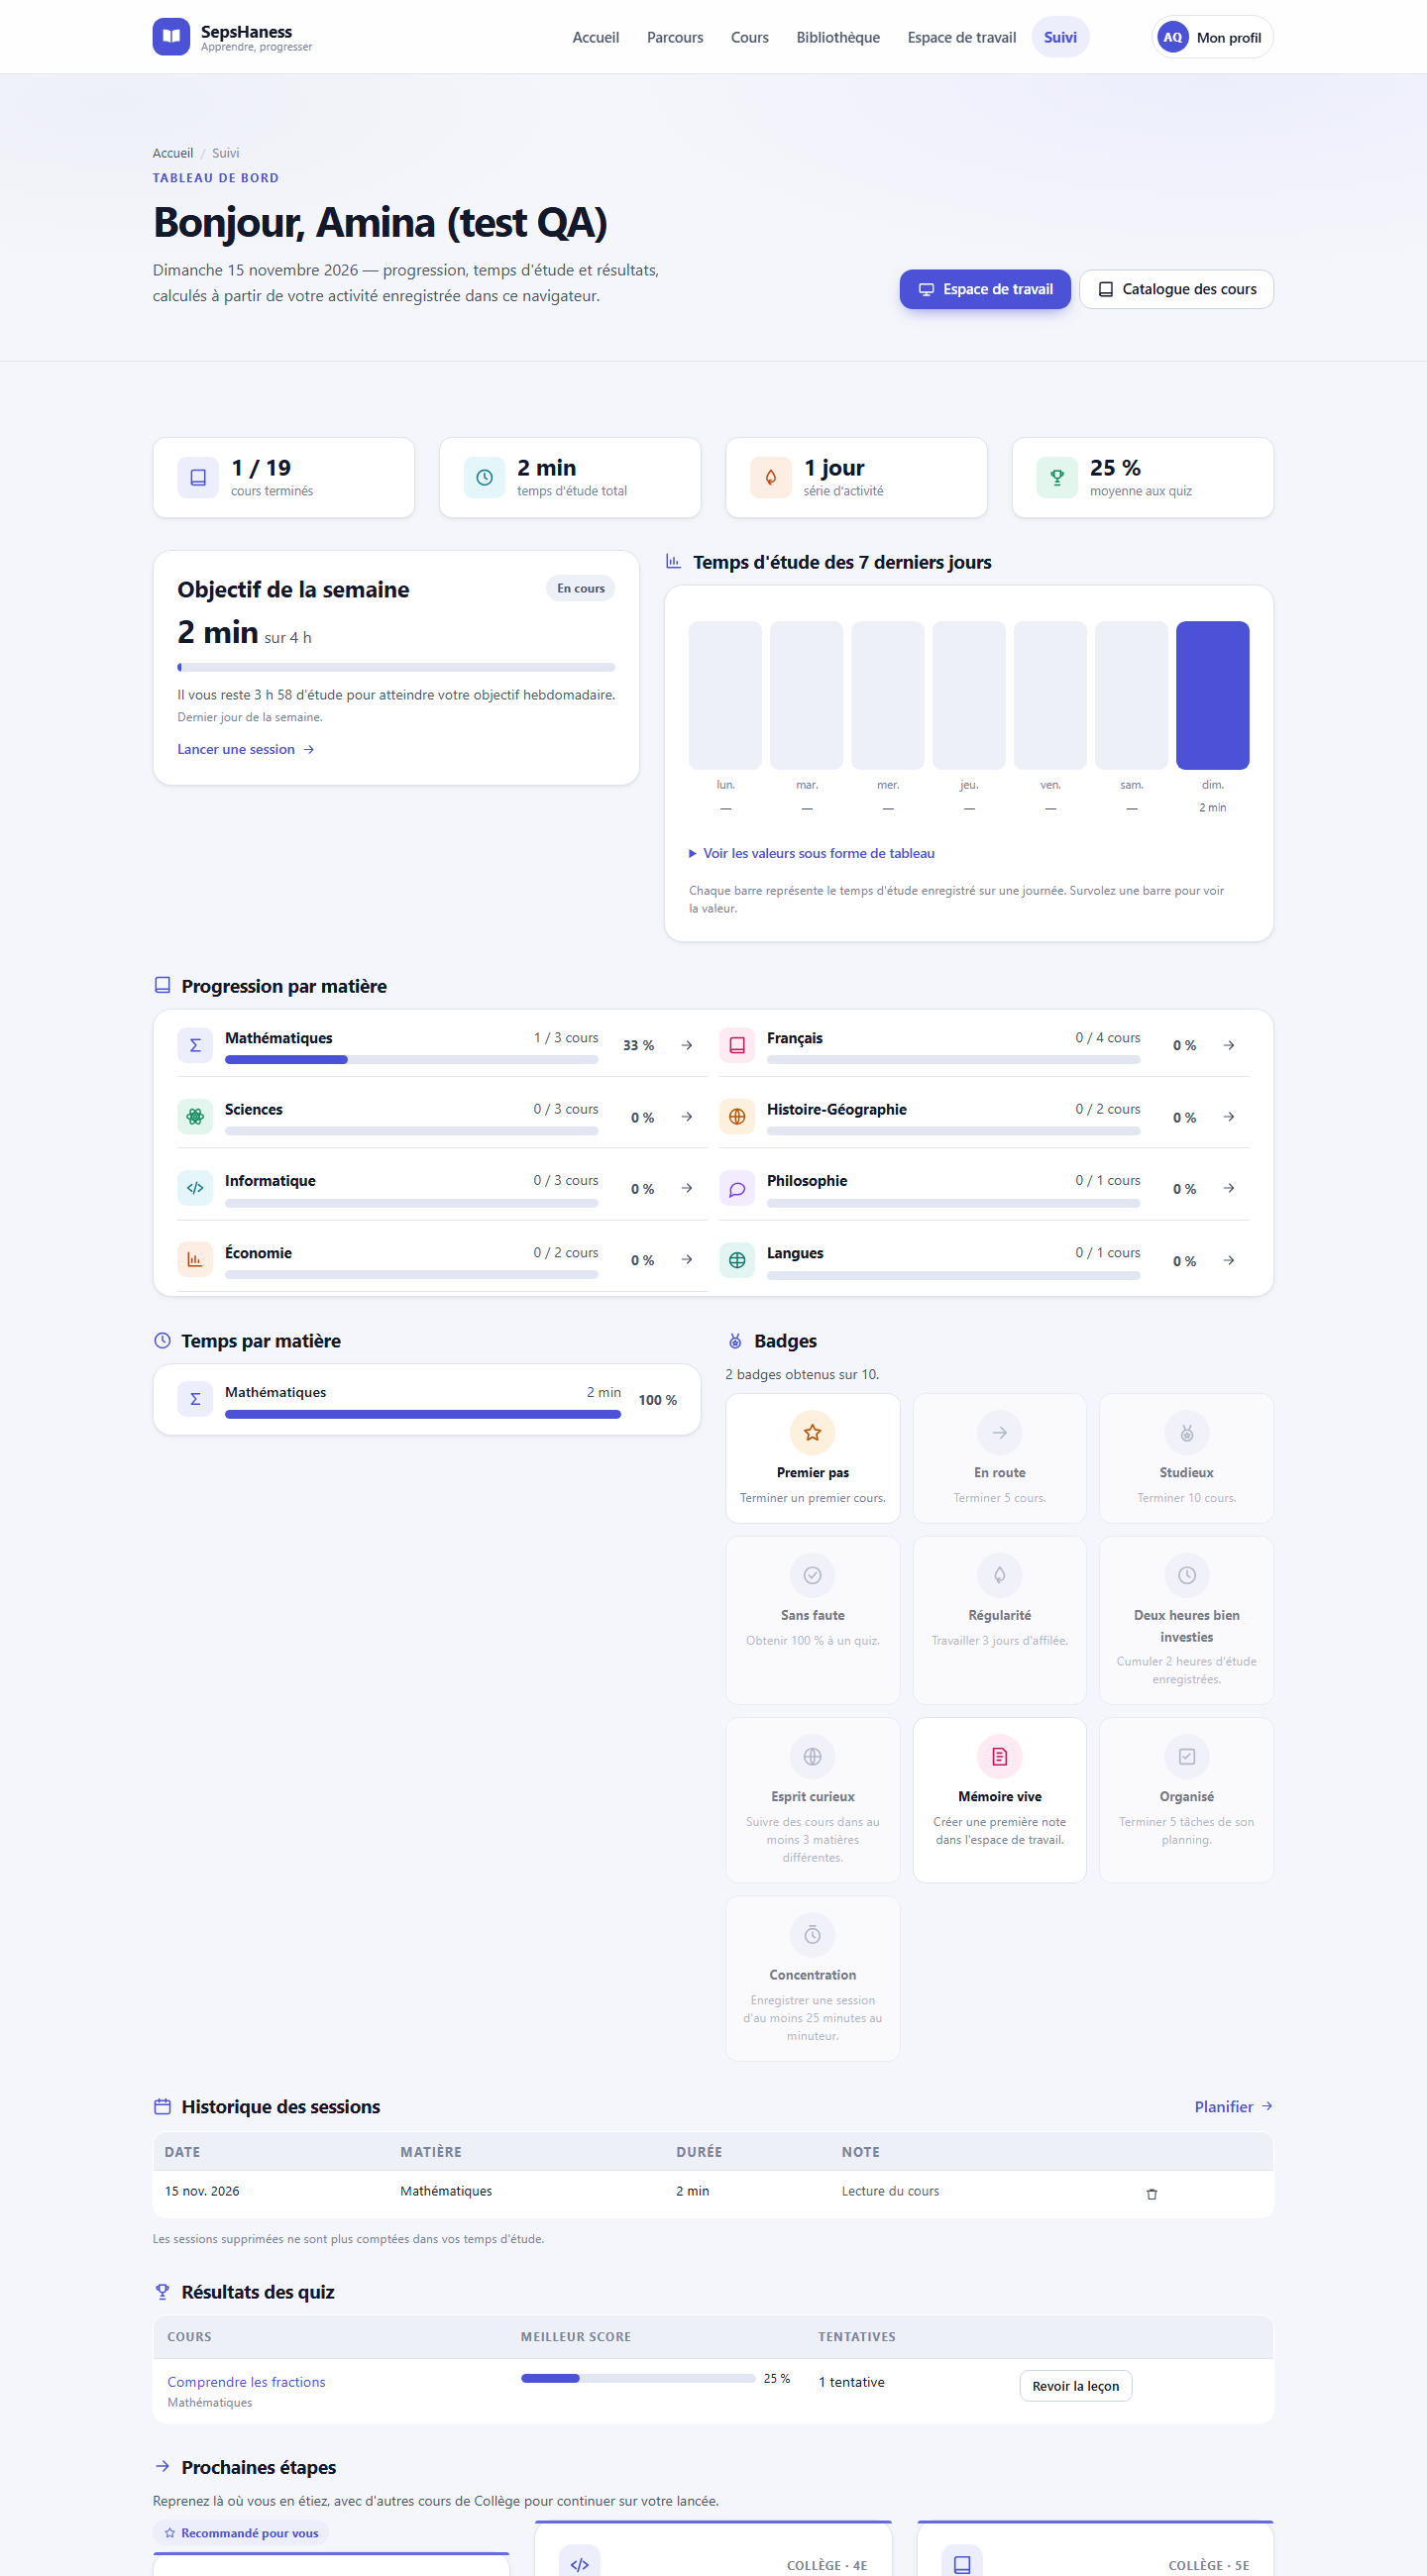 SepsHaness
Apprendre, progresser
Accueil
Parcours
Cours
Bibliothèque
Espace de travail
Suivi
AQ
Mon profil
Accueil / Suivi
TABLEAU DE BORD
Bonjour, Amina (test QA)
Dimanche 15 novembre 2026 — progression, temps d'étude et résultats,
calculés à partir de votre activité enregistrée dans ce navigateur.
Espace de travail
Catalogue des cours
1 / 19
cours terminés
2 min
temps d'étude total
1 jour
série d'activité
25 %
moyenne aux quiz
Objectif de la semaine
En cours
2 min sur 4 h
Il vous reste 3 h 58 d'étude pour atteindre votre objectif hebdomadaire.
Dernier jour de la semaine.
Lancer une session →
Temps d'étude des 7 derniers jours
lun. mar. mer. jeu. ven. sam. dim.
— — — — — — 2 min
Voir les valeurs sous forme de tableau
Chaque barre représente le temps d'étude enregistré sur une journée. Survolez une barre pour voir
la valeur.
Progression par matière
Mathématiques 1 / 3 cours 33 % →
Français 0 / 4 cours 0 % →
Sciences 0 / 3 cours 0 % →
Histoire-Géographie 0 / 2 cours 0 % →
Informatique 0 / 3 cours 0 % →
Philosophie 0 / 1 cours 0 % →
Économie 0 / 2 cours 0 % →
Langues 0 / 1 cours 0 % →
Temps par matière
Mathématiques 2 min 100 %
Badges
2 badges obtenus sur 10.
Premier pas
Terminer un premier cours.
En route
Terminer 5 cours.
Studieux
Terminer 10 cours.
Sans faute
Obtenir 100 % à un quiz.
Régularité
Travailler 3 jours d'affilée.
Deux heures bien
investies
Cumuler 2 heures d'étude
enregistrées.
Esprit curieux
Suivre des cours dans au
moins 3 matières
différentes.
Mémoire vive
Créer une première note
dans l'espace de travail.
Organisé
Terminer 5 tâches de son
planning.
Concentration
Enregistrer une session
d'au moins 25 minutes au
minuteur.
Historique des sessions
Planifier →
DATE MATIÈRE DURÉE NOTE
15 nov. 2026 Mathématiques 2 min Lecture du cours
Les sessions supprimées ne sont plus comptées dans vos temps d'étude.
Résultats des quiz
COURS MEILLEUR SCORE TENTATIVES
Comprendre les fractions
Mathématiques
25 %
1 tentative
Revoir la leçon
Prochaines étapes
Reprenez là où vous en étiez, avec d'autres cours de Collège pour continuer sur votre lancée.
Recommandé pour vous
COLLÈGE · 4E
COLLÈGE · 5E